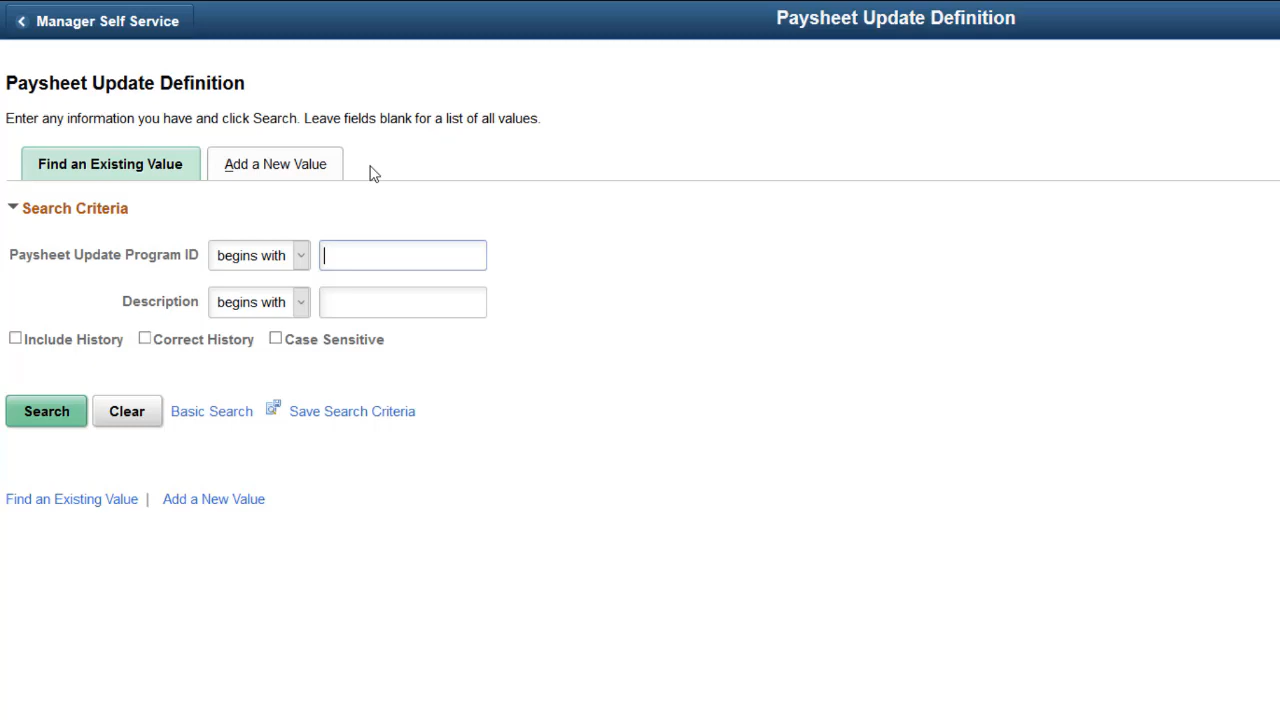 Manager Self Service
Paysheet Update Definition
Paysheet Update Definition
Enter any information you have and click Search. Leave fields blank for a list of all values.
Find an Existing Value
Add a New Value
Search Criteria
Paysheet Update Program ID begins with
Description begins with
Include History Correct History Case Sensitive
Search Clear Basic Search Save Search Criteria
Find an Existing Value | Add a New Value